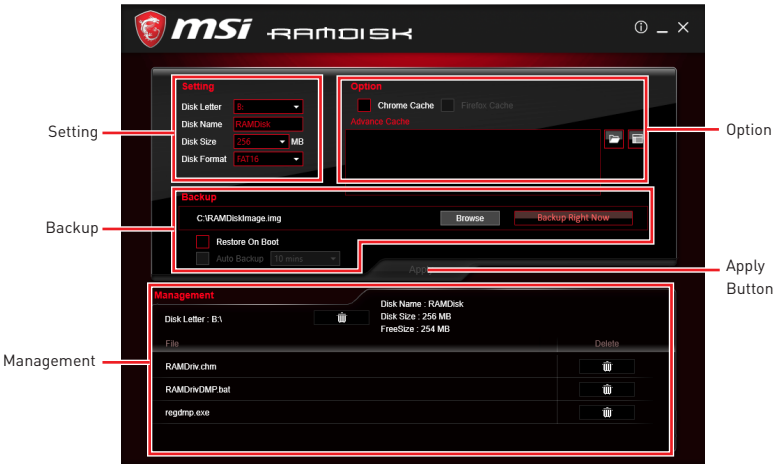 msi RAMDISK
Setting
Disk Letter B:
Disk Name RAMDisk
Disk Size 256 MB
Disk Format FAT16
Option
Chrome Cache Firefox Cache
Advance Cache
Setting
Option
Backup
C:\RAMDiskImage.img Browse Backup Right Now
Restore On Boot
Auto Backup 10 mins
Backup
Apply
Apply
Button
Management
Disk Letter : B:\
Disk Name : RAMDisk
Disk Size : 256 MB
FreeSize : 254 MB
File Delete
RAMDriv.chm
RAMDrivDMP.bat
regdmp.exe
Management